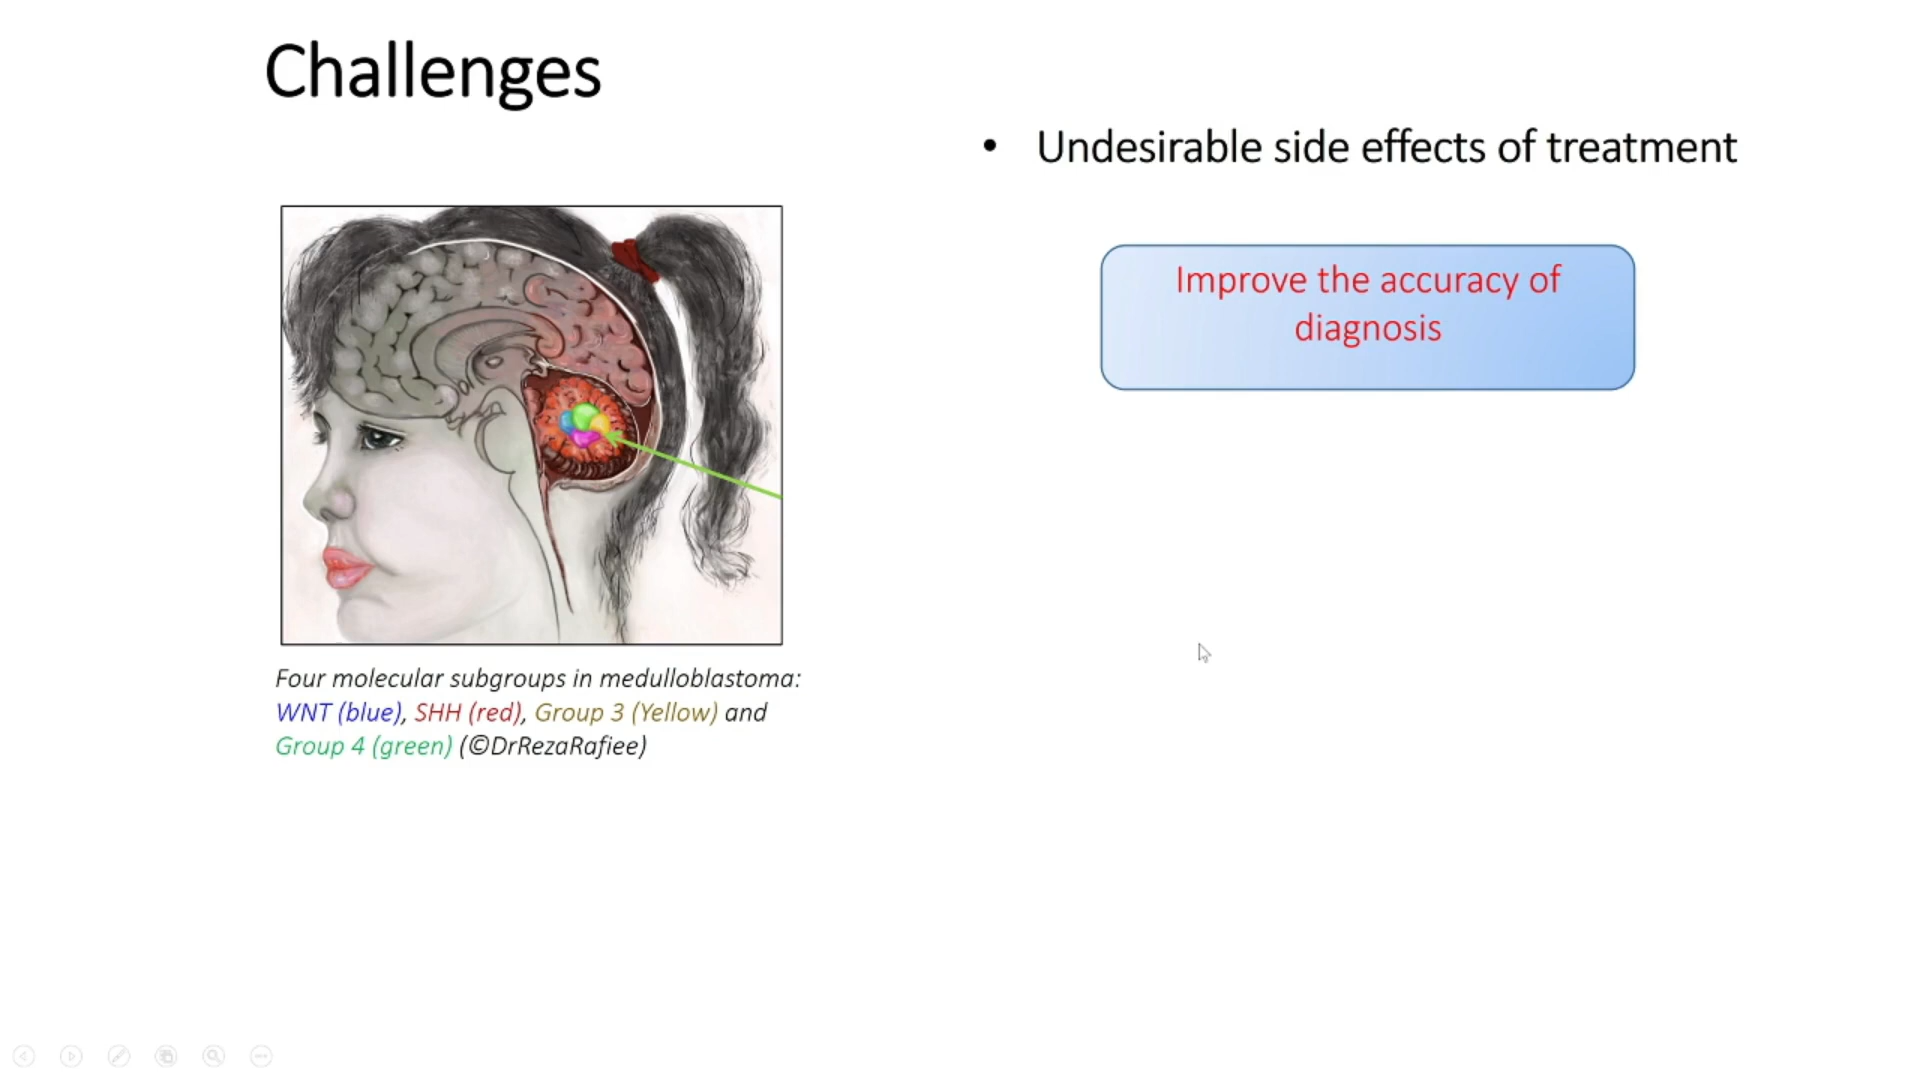 Challenges
• Undesirable side effects of treatment
Improve the accuracy of
diagnosis
Four molecular subgroups in medulloblastoma:
WNT (blue), SHH (red), Group 3 (Yellow) and
Group 4 (green) (©DrRezaRafiee)